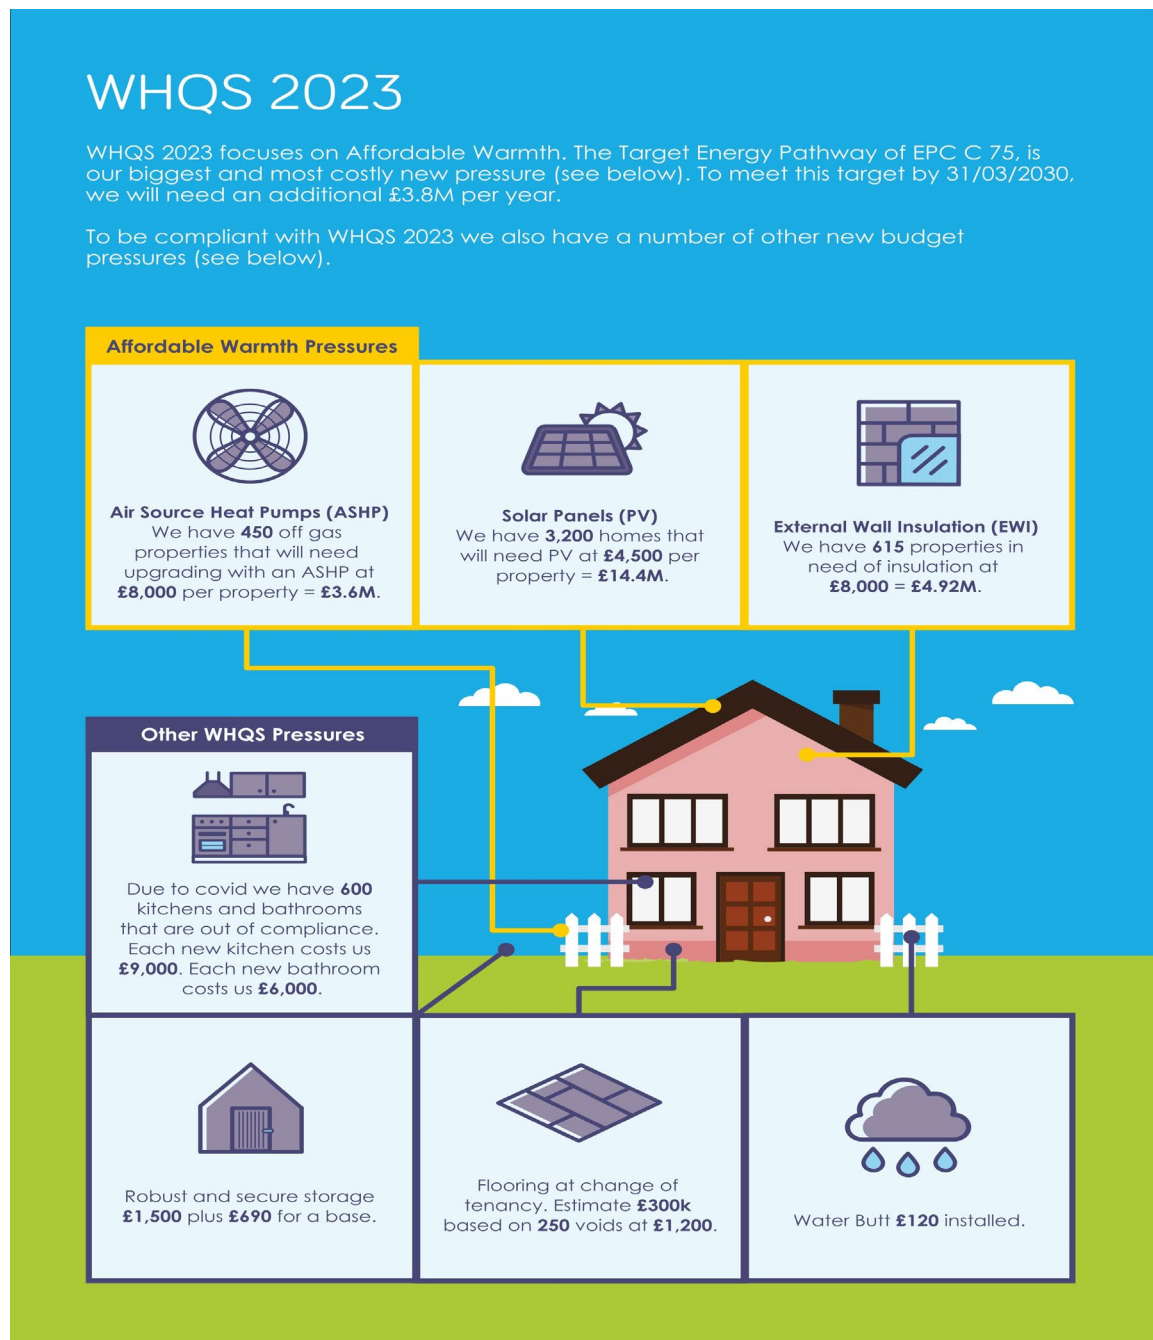 WHQS 2023
WHQS 2023 focuses on Affordable Warmth. The Target Energy Pathway of EPC C 75, is
our biggest and most costly new pressure (see below). To meet this target by 31/03/2030,
we will need an additional £3.8M per year.
To be compliant with WHQS 2023 we also have a number of other new budget
pressures (see below).
Affordable Warmth Pressures
Air Source Heat Pumps (ASHP)
We have 450 off gas
properties that will need
upgrading with an ASHP at
£8,000 per property = £3.6M.
Solar Panels (PV)
We have 3,200 homes that
will need PV at £4,500 per
property = £14.4M.
External Wall Insulation (EWI)
We have 615 properties in
need of insulation at
£8,000 = £4.92M.
Other WHQS Pressures
Due to covid we have 600
kitchens and bathrooms
that are out of compliance.
Each new kitchen costs us
£9,000. Each new bathroom
costs us £6,000.
Robust and secure storage
£1,500 plus £690 for a base.
Flooring at change of
tenancy. Estimate £300k
based on 250 voids at £1,200.
Water Butt £120 installed.